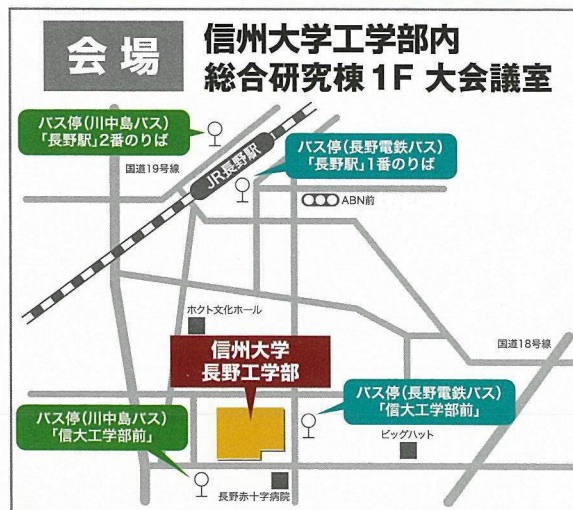 会場
信州大学工学部内
総合研究棟1F 大会議室
バス停(川中島バス)
「長野駅」2番のりば
バス停(長野電鉄バス)
「長野駅」1番のりば
国道19号線
JR長野駅
ABN前
ホクト文化ホール
国道18号線
信州大学
長野工学部
バス停(川中島バス)
「信大工学部前」
バス停(長野電鉄バス)
「信大工学部前」
ビッグハット
長野赤十字病院